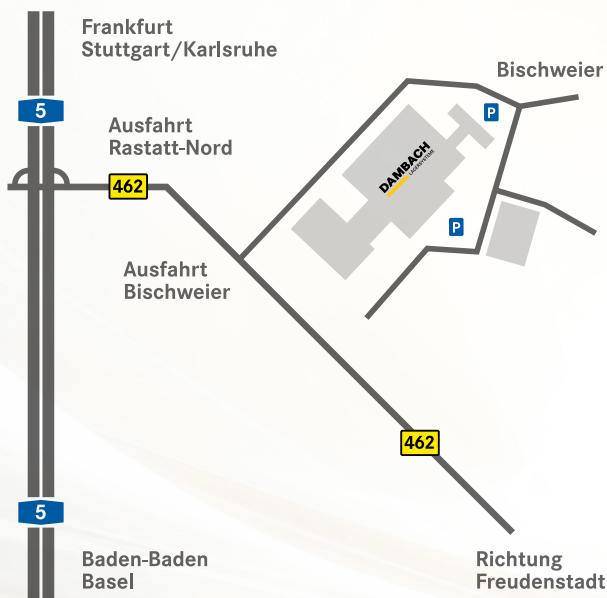 Frankfurt
Stuttgart/Karlsruhe
Bischweier
5
P
Ausfahrt
Rastatt-Nord
DAMBACH
LAGERSYSTEME
462
P
Ausfahrt
Bischweier
462
5
Baden-Baden
Basel
Richtung
Freudenstadt